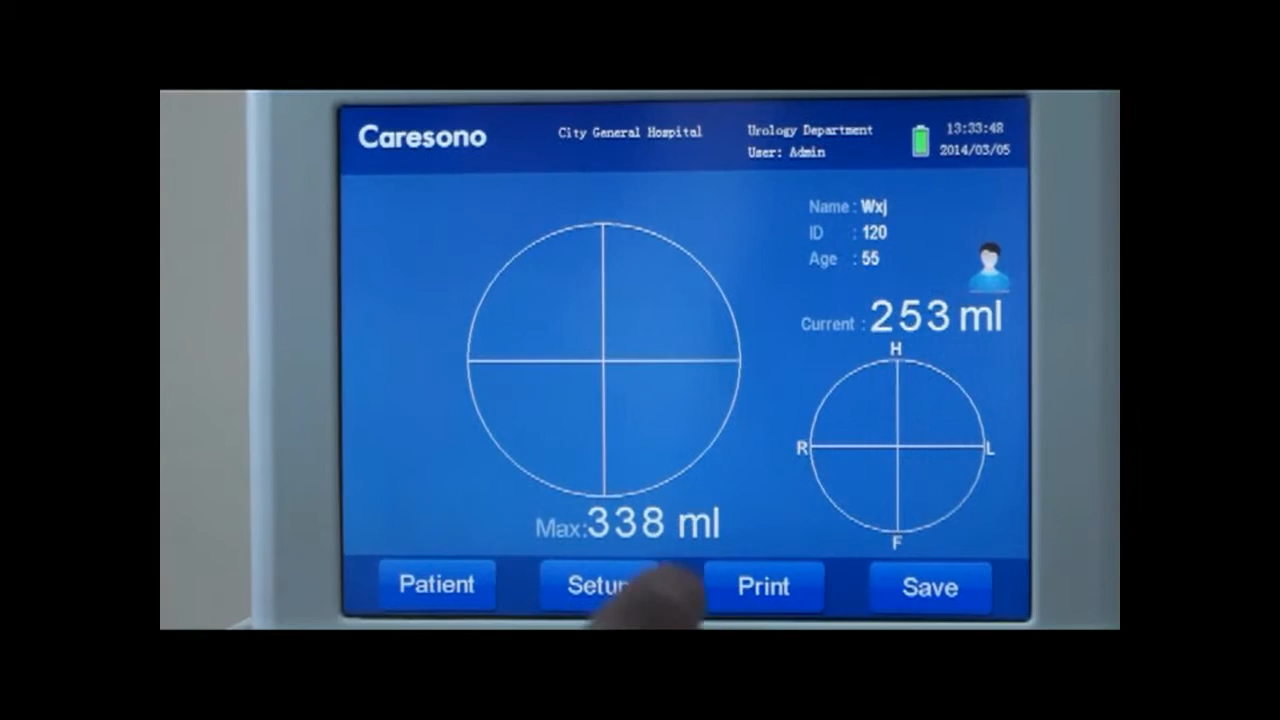 Caresono
City General Hospital
Urology Department
User: Admin
13:33:48
2014/03/05
Name : Wxj
ID : 120
Age : 55
Current : 253 ml
H
R
L
F
Max:338 ml
Patient
Setup
Print
Save